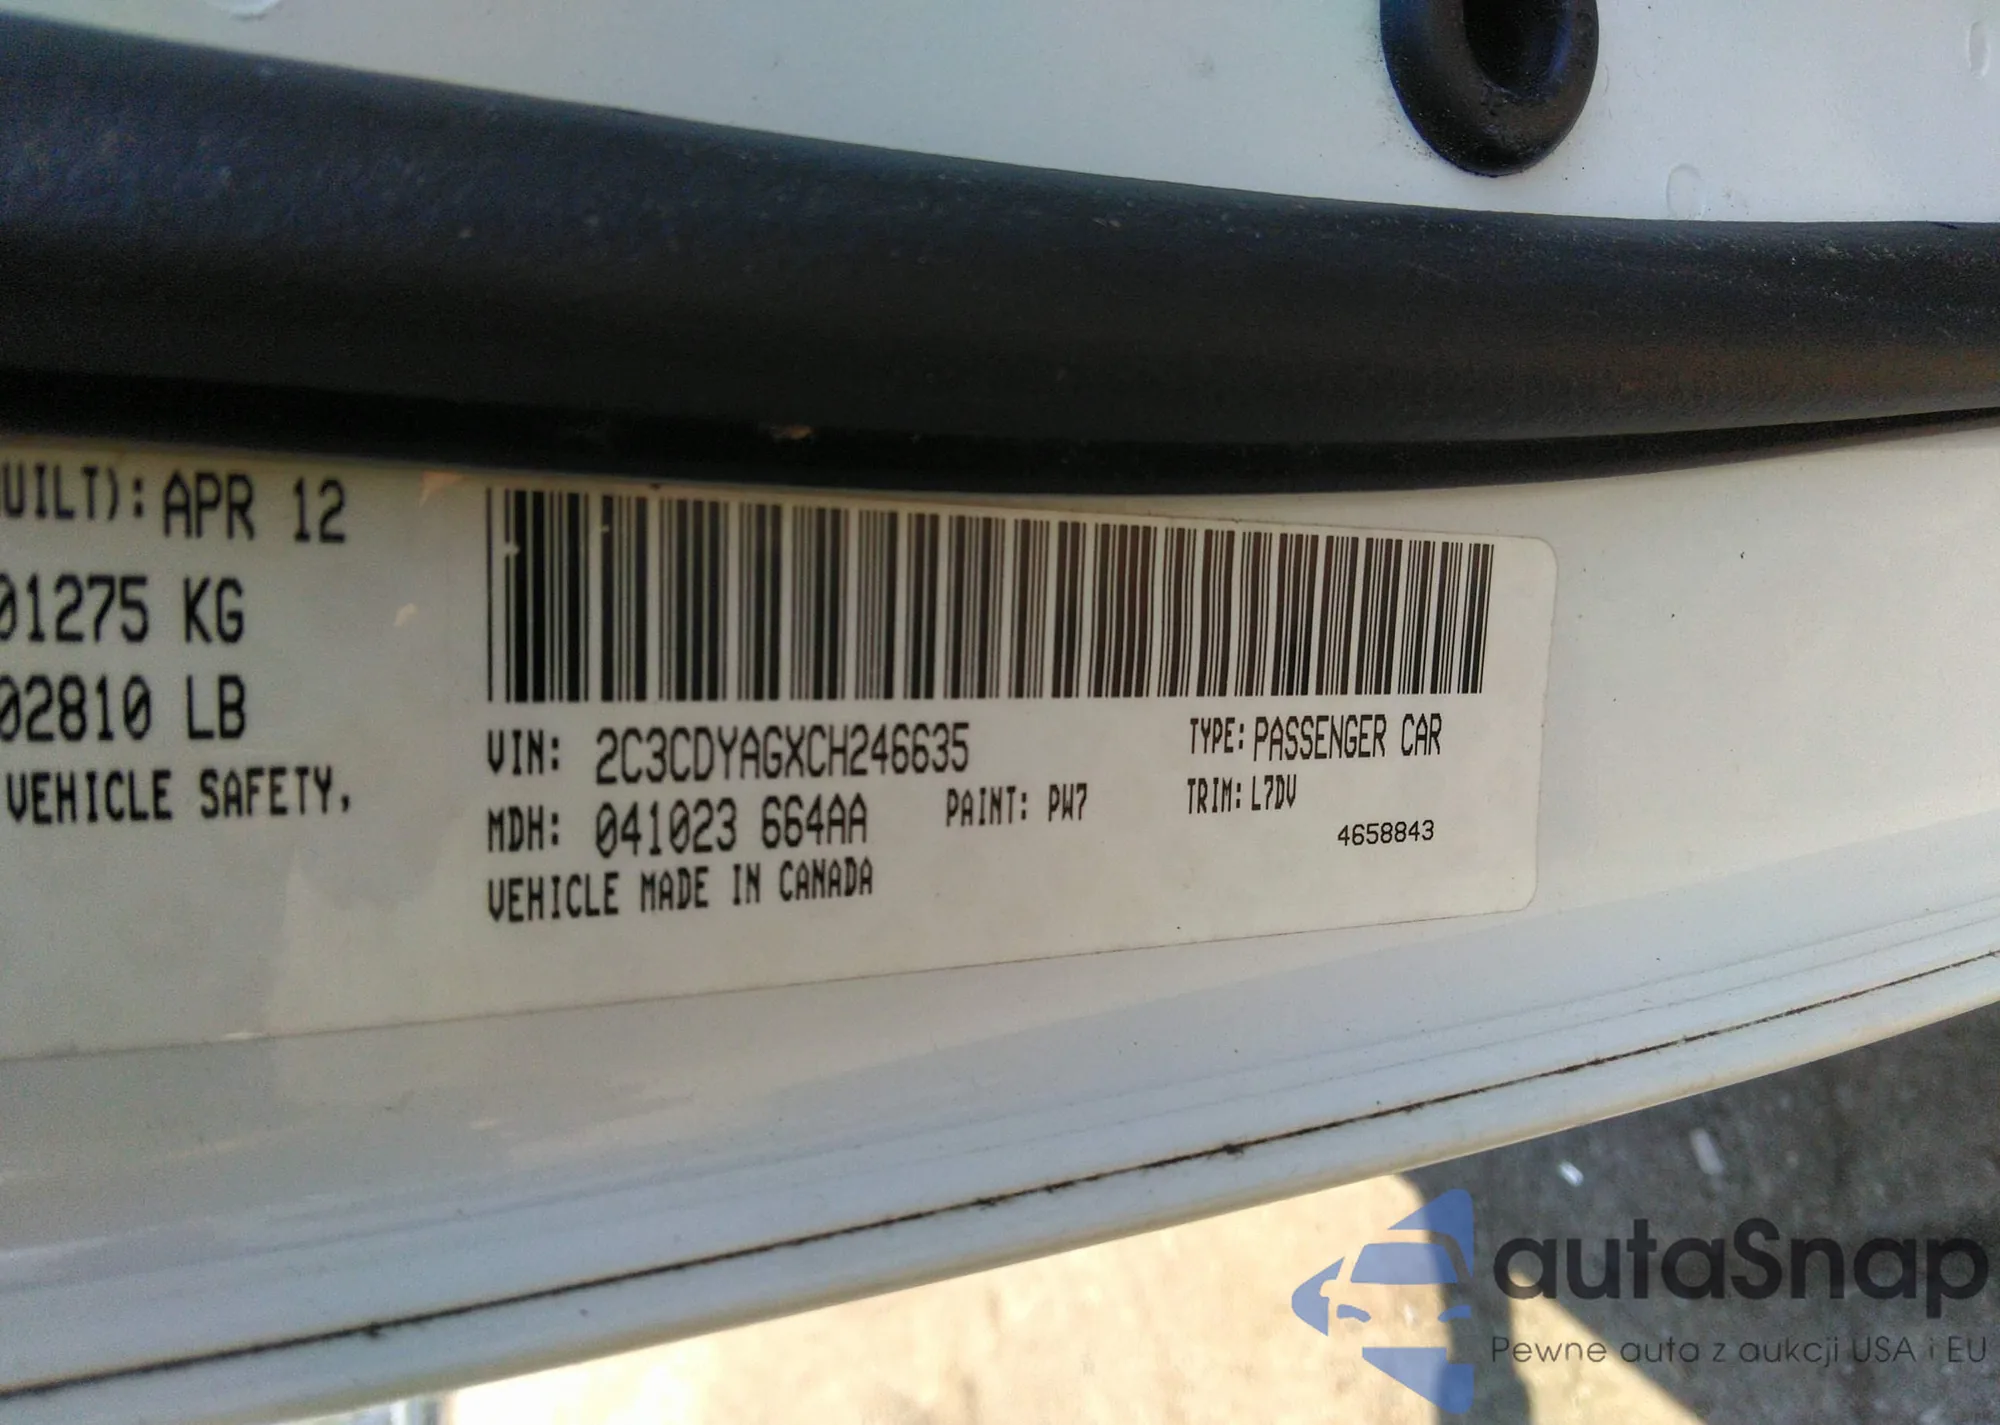 UILT): APR 12
01275 KG
02810 LB
VEHICLE SAFETY,
VIN: 2C3CDYAGXCH246635
TYPE: PASSENGER CAR
MDH: 041023 664AA
PAINT: PW7
TRIM: L7DV
4658843
VEHICLE MADE IN CANADA
autaSnap
Pewne auta z aukcji USA i EU